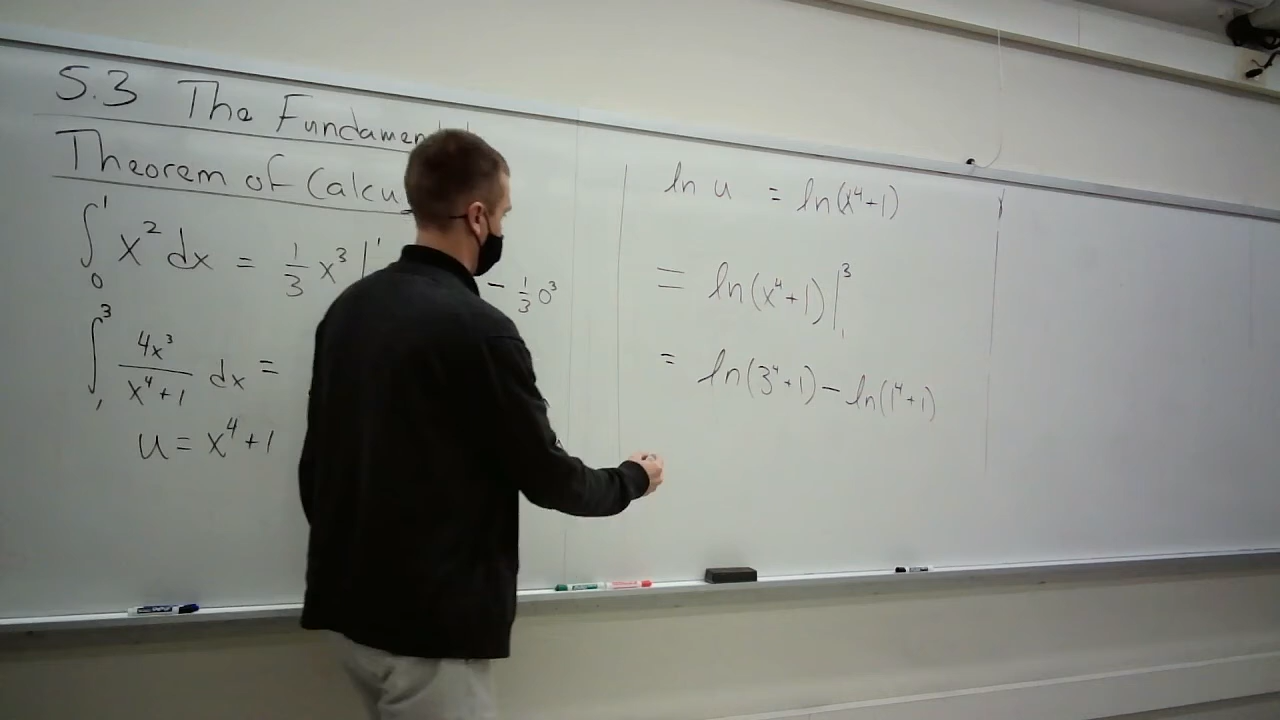 5.3 The Fundamen
Theorem of Calcu
∫₀¹ x² dx = 1/3 x³ |¹ - 1/3 0³
∫₁³ 4x³/(x⁴+1) dx =
u = x⁴+1
ln u = ln(x⁴+1)
= ln(x⁴+1)|₁³
= ln(3⁴+1) - ln(1⁴+1)